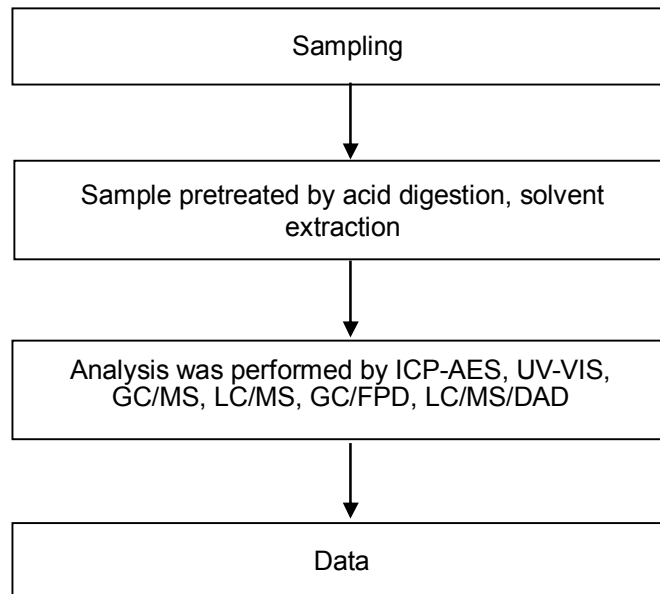 Sampling
Sample pretreated by acid digestion, solvent
extraction
Analysis was performed by ICP-AES, UV-VIS,
GC/MS, LC/MS, GC/FPD, LC/MS/DAD
Data